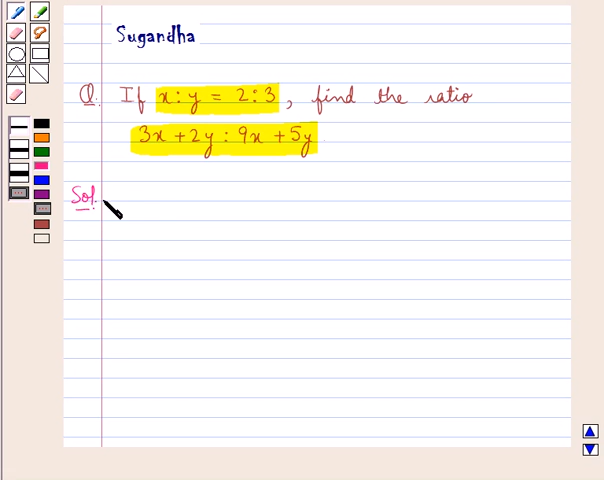 Sugandha
Q. If x : y = 2 : 3 , find the ratio
3x + 2y : 9x + 5y
Sol.